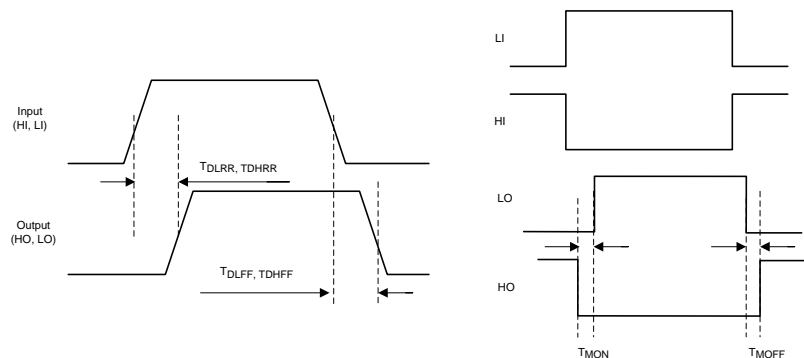 Input
(HI, LI)
TDLRR, TDHRR
Output
(HO, LO)
TDLFF, TDHFF
LI
HI
LO
HO
TMON
TMOFF